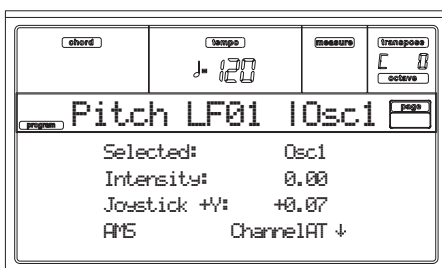 chord tempo measure transpose
♩= 120 C 0
octave
program Pitch LFO1 |Osc1 page
Selected: Osc1
Intensity: 0.00
Joystick +Y: +0.07
AMS ChannelAT ↓